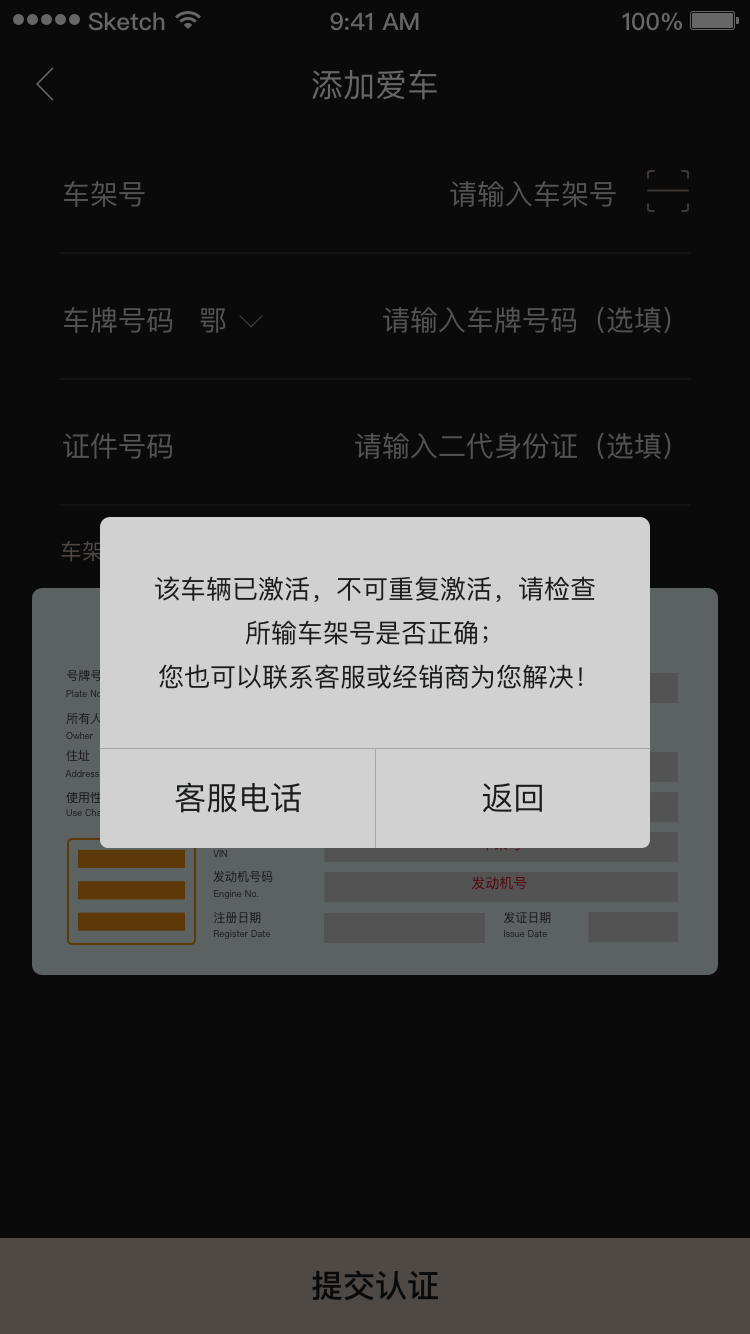 Sketch 9:41 AM 100%
添加爱车
车架号 请输入车架号
车牌号码 鄂 请输入车牌号码（选填）
证件号码 请输入二代身份证（选填）
车架
该车辆已激活，不可重复激活，请检查
所输车架号是否正确；
您也可以联系客服或经销商为您解决！
客服电话 返回
号牌号
Plate No
所有人
Owher
住址
Address
使用性
Use Cha
VIN
发动机号码 发动机号
Engine No.
注册日期 发证日期
Register Date Issue Date
提交认证